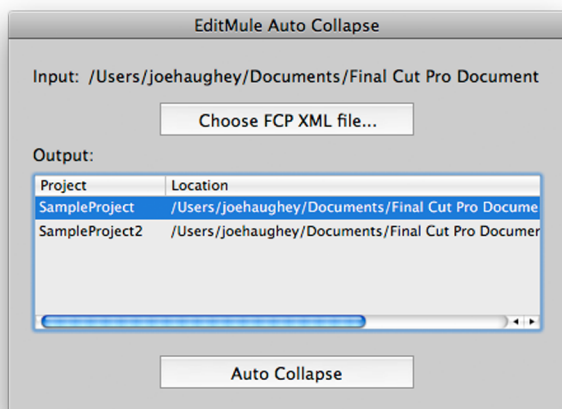 EditMule Auto Collapse
Input: /Users/joehaughey/Documents/Final Cut Pro Document
Choose FCP XML file...
Output:
Project Location
SampleProject /Users/joehaughey/Documents/Final Cut Pro Docume
SampleProject2 /Users/joehaughey/Documents/Final Cut Pro Documer
Auto Collapse